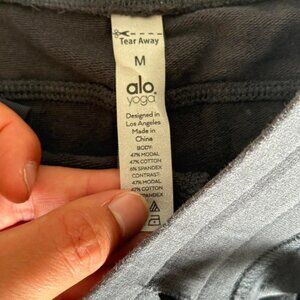 Tear Away
M
alo
yoga
Designed in
Los Angeles
Made in
China
BODY:
47% MODAL
47% COTTON
6% SPANDEX
CONTRAST:
47% MODAL
47% COTTON
SPANDEX